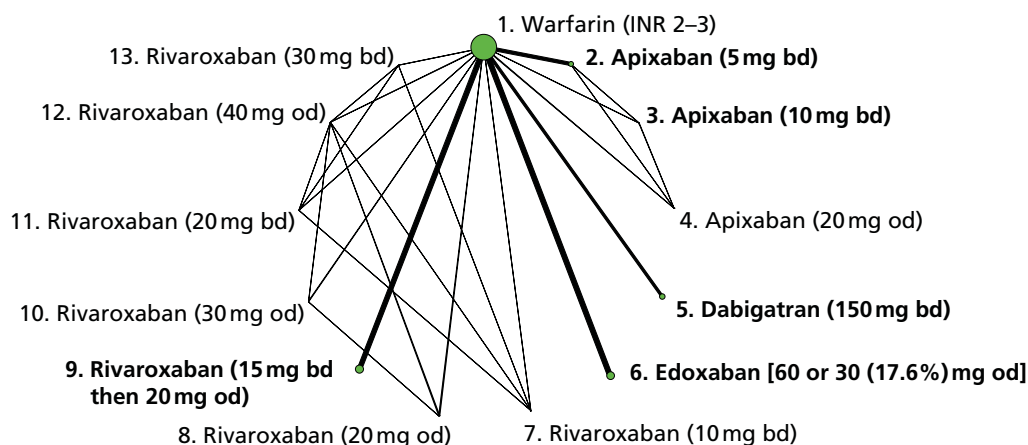 1. Warfarin (INR 2–3)
2. Apixaban (5 mg bd)
3. Apixaban (10 mg bd)
4. Apixaban (20 mg od)
5. Dabigatran (150 mg bd)
6. Edoxaban [60 or 30 (17.6%) mg od]
7. Rivaroxaban (10 mg bd)
8. Rivaroxaban (20 mg od)
9. Rivaroxaban (15 mg bd
then 20 mg od)
10. Rivaroxaban (30 mg od)
11. Rivaroxaban (20 mg bd)
12. Rivaroxaban (40 mg od)
13. Rivaroxaban (30 mg bd)